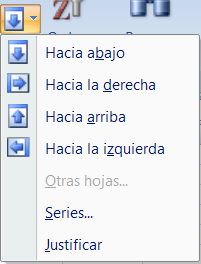 Hacia abajo
Hacia la derecha
Hacia arriba
Hacia la izquierda
Otras hojas...
Series...
Justificar